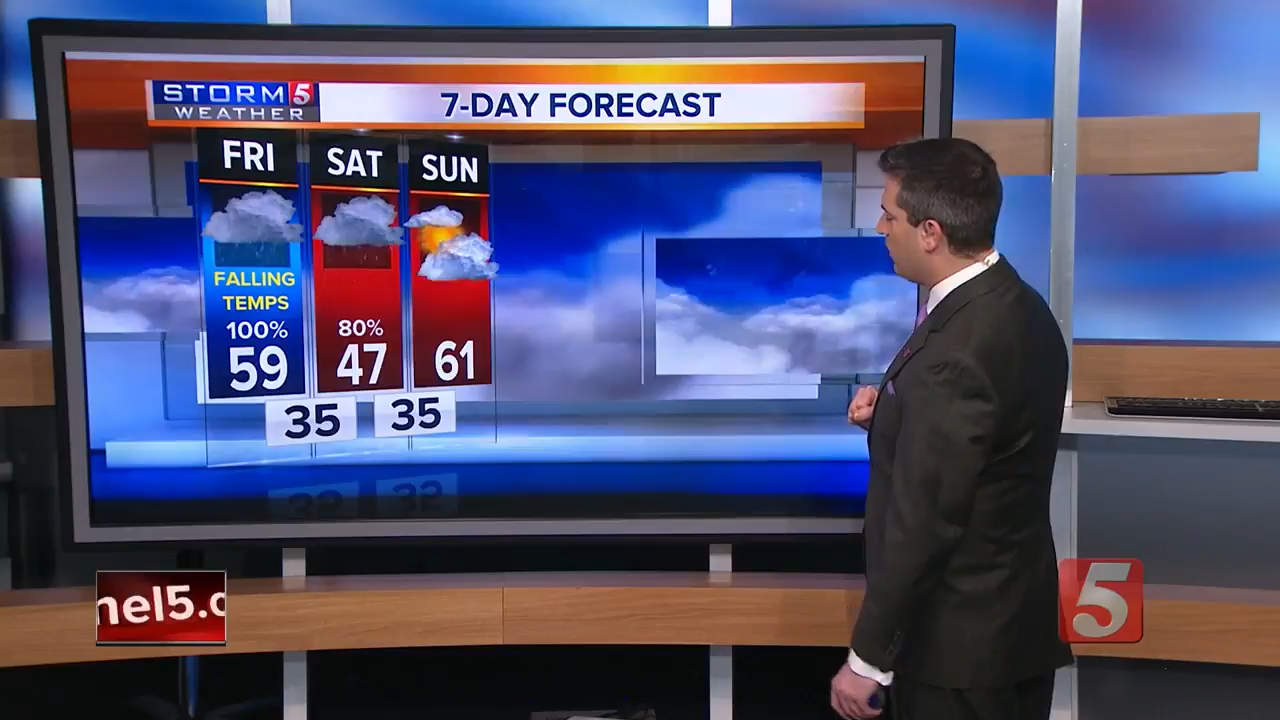 STORM 5
WEATHER
7-DAY FORECAST
FRI
SAT
SUN
FALLING
TEMPS
100%
80%
59
47
61
35
35
nel5.c
5